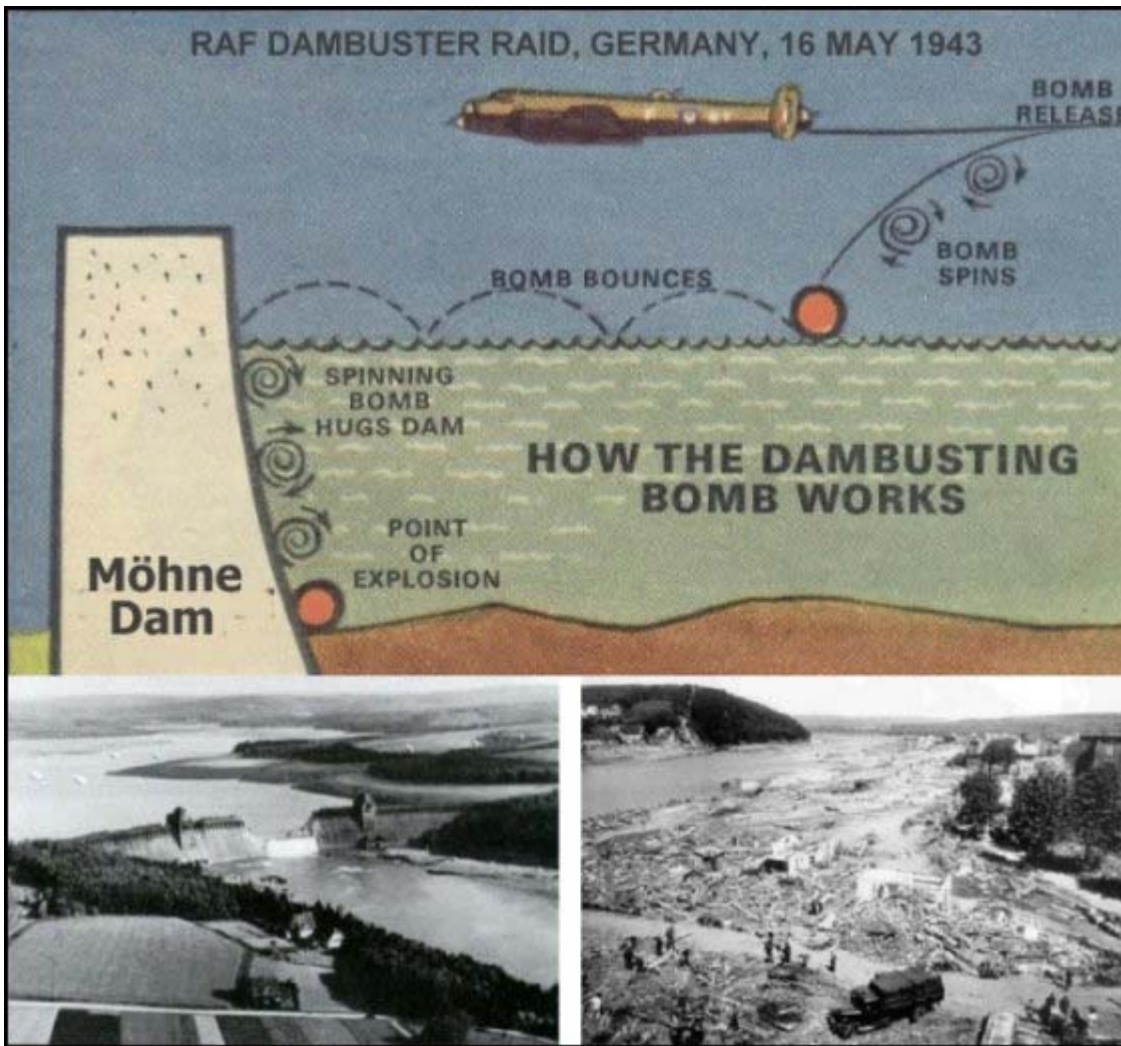 RAF DAMBUSTER RAID, GERMANY, 16 MAY 1943
BOMB
RELEASE
BOMB
SPINS
BOMB BOUNCES
SPINNING
BOMB
HUGS DAM
HOW THE DAMBUSTING
BOMB WORKS
POINT
OF
EXPLOSION
Möhne
Dam